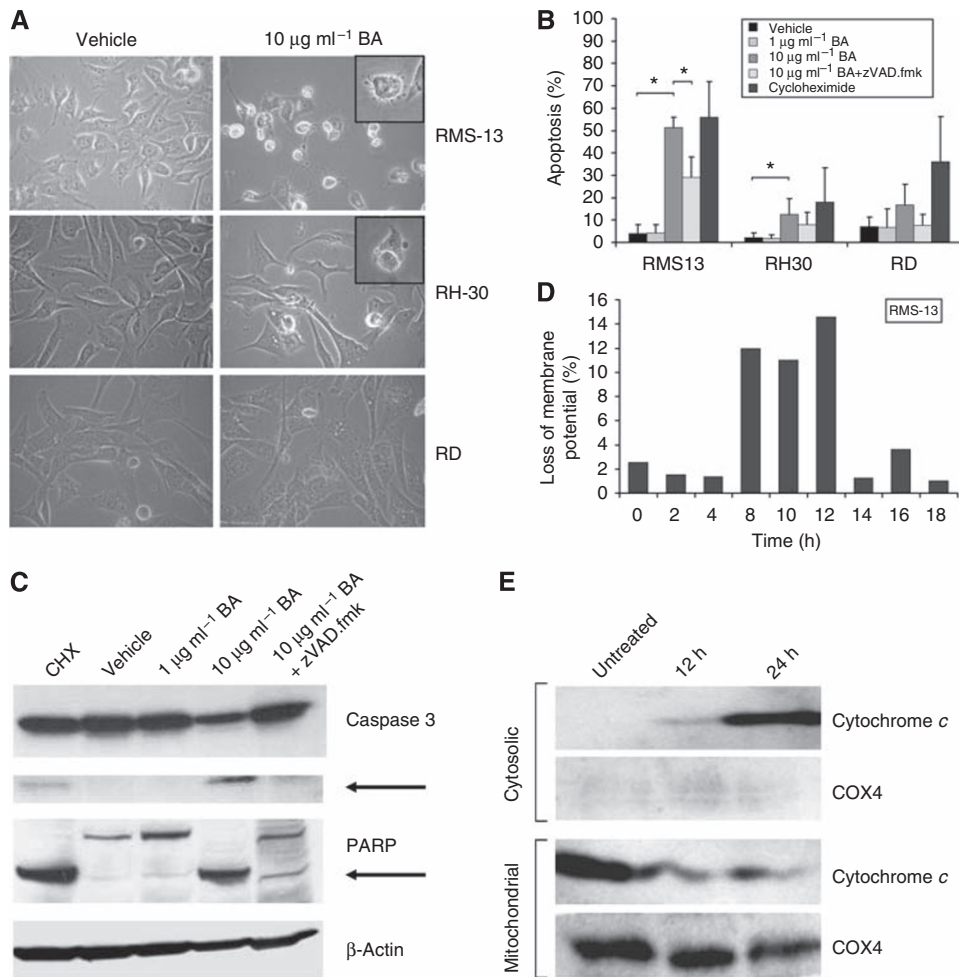 A
Vehicle
10 µg ml⁻¹ BA
RMS-13
RH-30
RD
B
Apoptosis (%)
100
90
80
70
60
50
40
30
20
10
0
Vehicle
1 µg ml⁻¹ BA
10 µg ml⁻¹ BA
10 µg ml⁻¹ BA+zVAD.fmk
Cycloheximide
*
*
*
RMS13
RH30
RD
D
Loss of membrane
potential (%)
16
14
12
10
8
6
4
2
0
RMS-13
0 2 4 8 10 12 14 16 18
Time (h)
C
CHX
Vehicle
1 µg ml⁻¹ BA
10 µg ml⁻¹ BA
10 µg ml⁻¹ BA
+ zVAD.fmk
Caspase 3
PARP
β-Actin
E
Untreated
12 h
24 h
Cytosolic
Cytochrome c
COX4
Mitochondrial
Cytochrome c
COX4